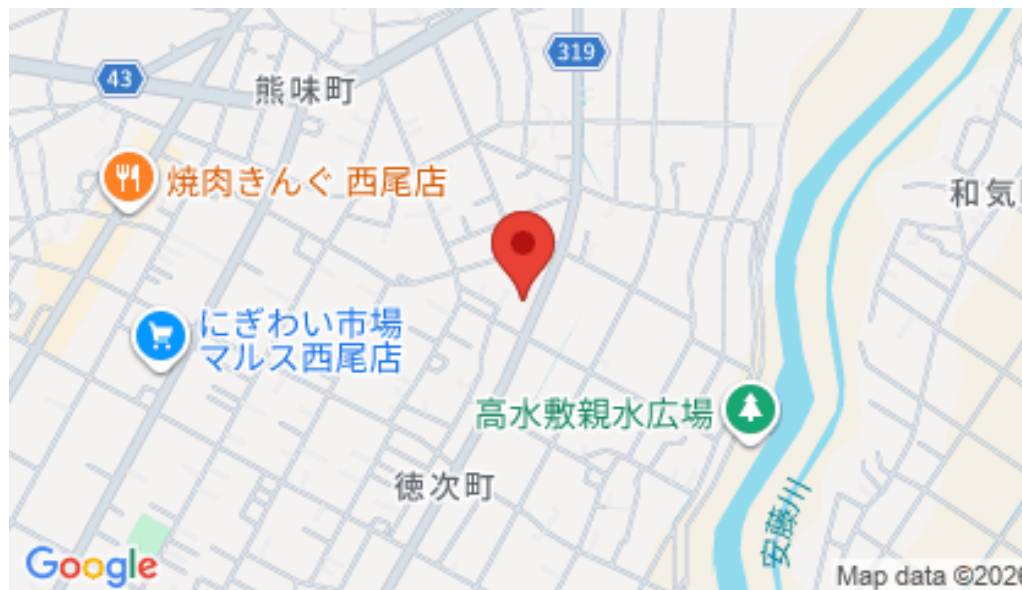 319
43
熊味町
焼肉きんぐ 西尾店
和気
にぎわい市場
マルス西尾店
高水敷親水広場
徳次町
安藤川
Google
Map data ©2026